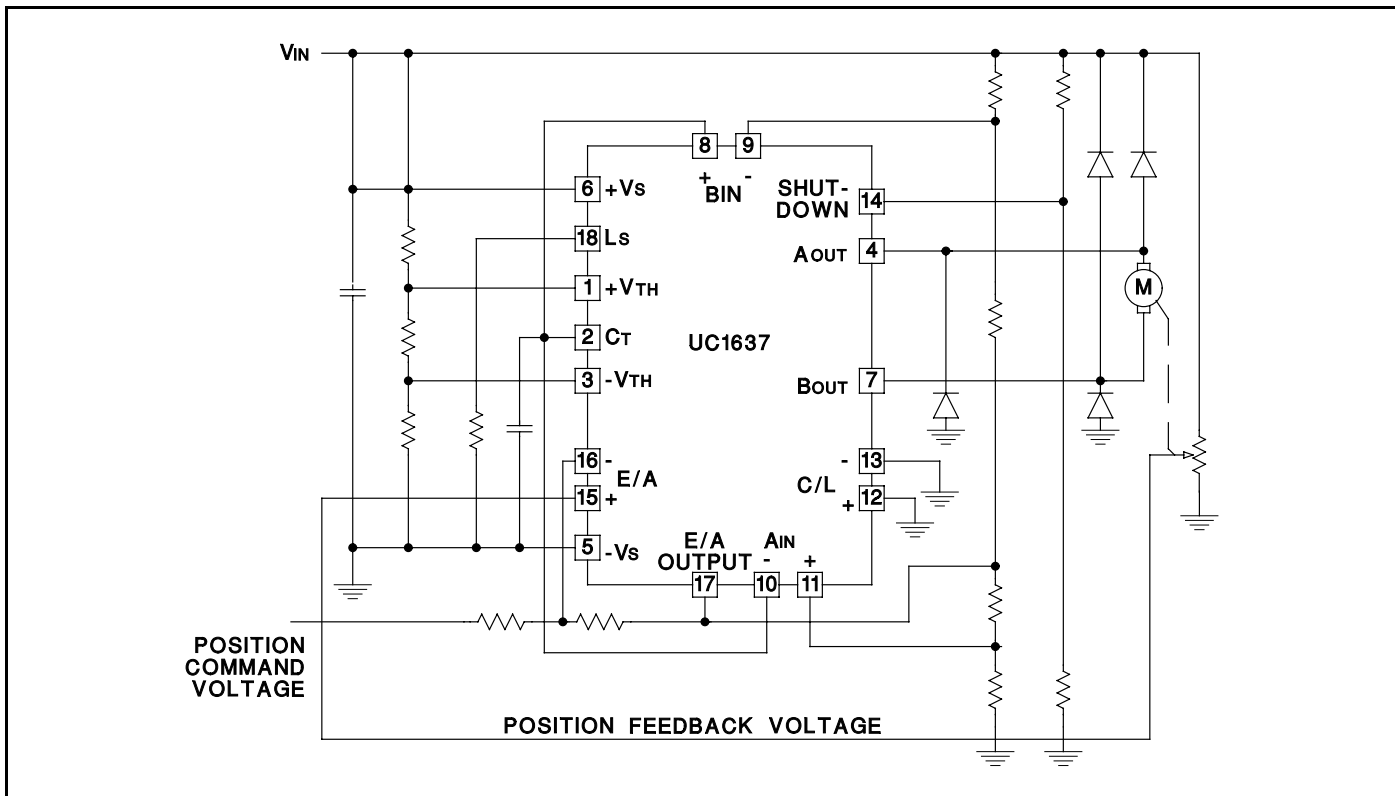 VIN
8
9
+
-
BIN
6
+VS
SHUT-
DOWN
14
18
LS
AOUT
4
1
+VTH
M
2
CT
UC1637
3
-VTH
BOUT
7
16
-
E/A
15
+
-
13
C/L
+
12
5
-VS
E/A
OUTPUT
AIN
-
+
17
10
11
POSITION
COMMAND
VOLTAGE
POSITION FEEDBACK VOLTAGE